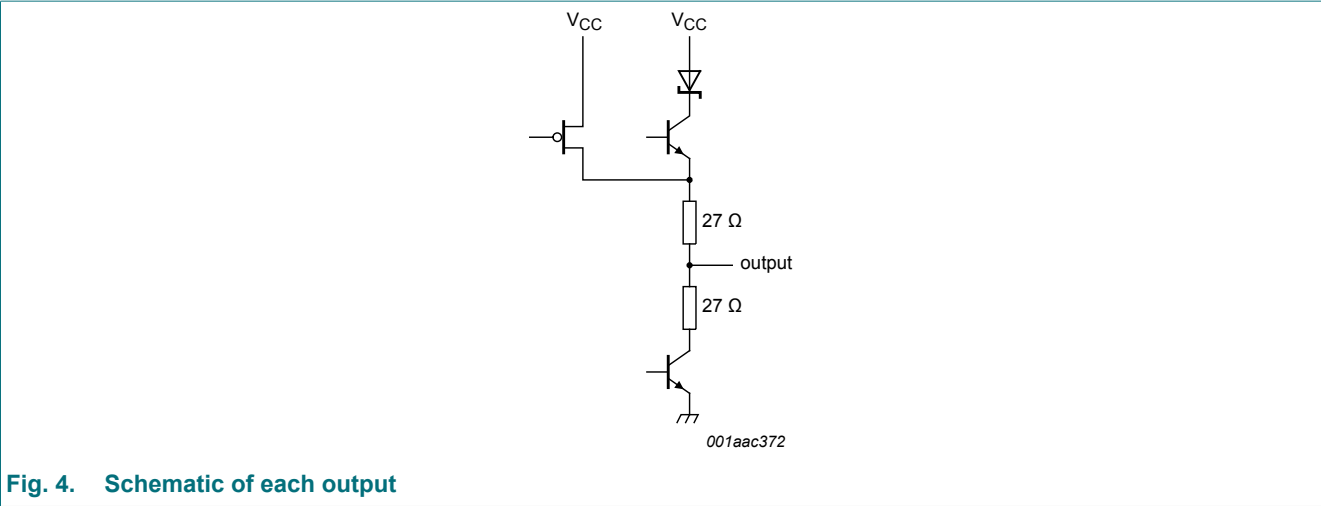 VCC VCC
27 Ω
output
27 Ω
001aac372
Fig. 4. Schematic of each output